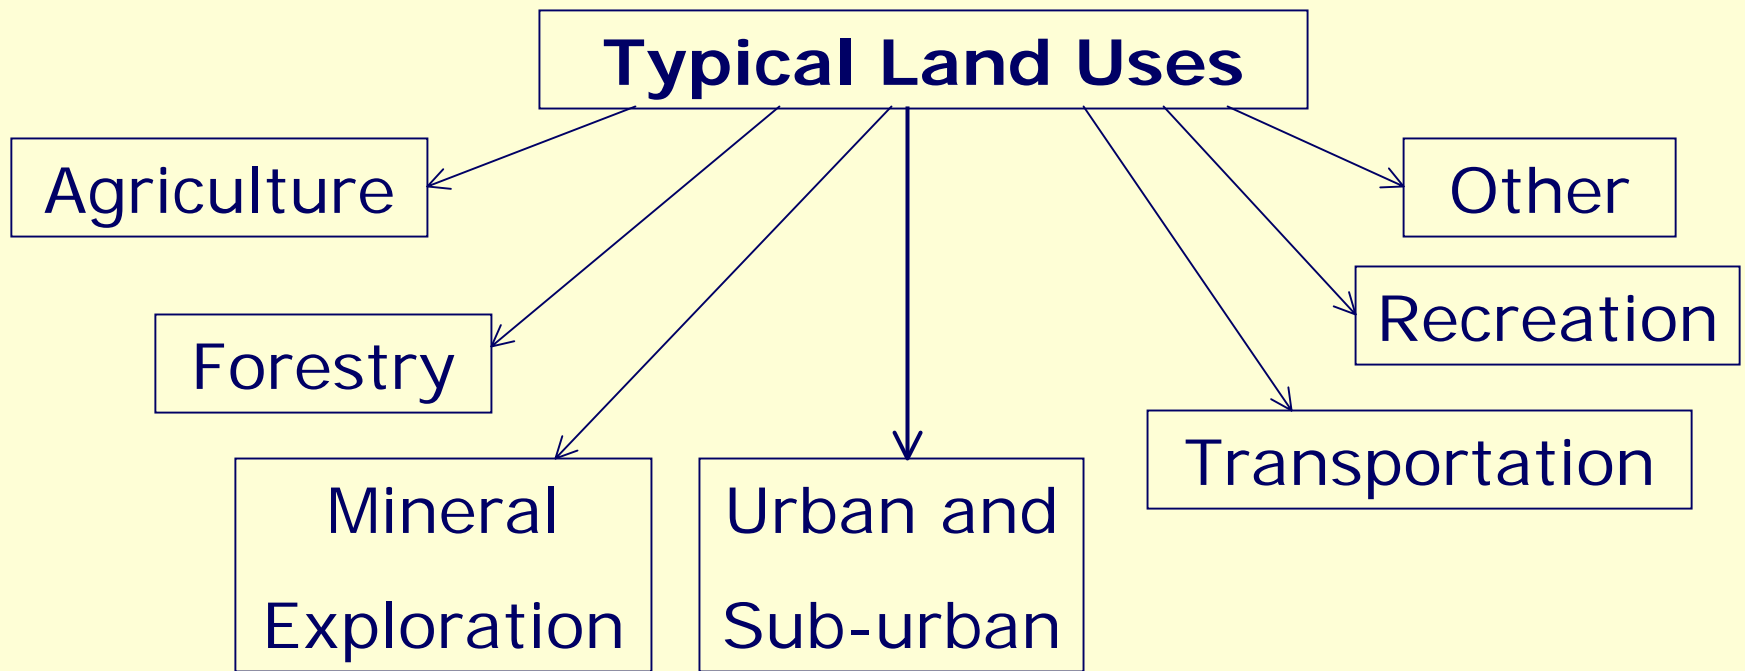 Typical Land Uses
Agriculture
Other
Recreation
Forestry
Transportation
Mineral
Exploration
Urban and
Sub-urban